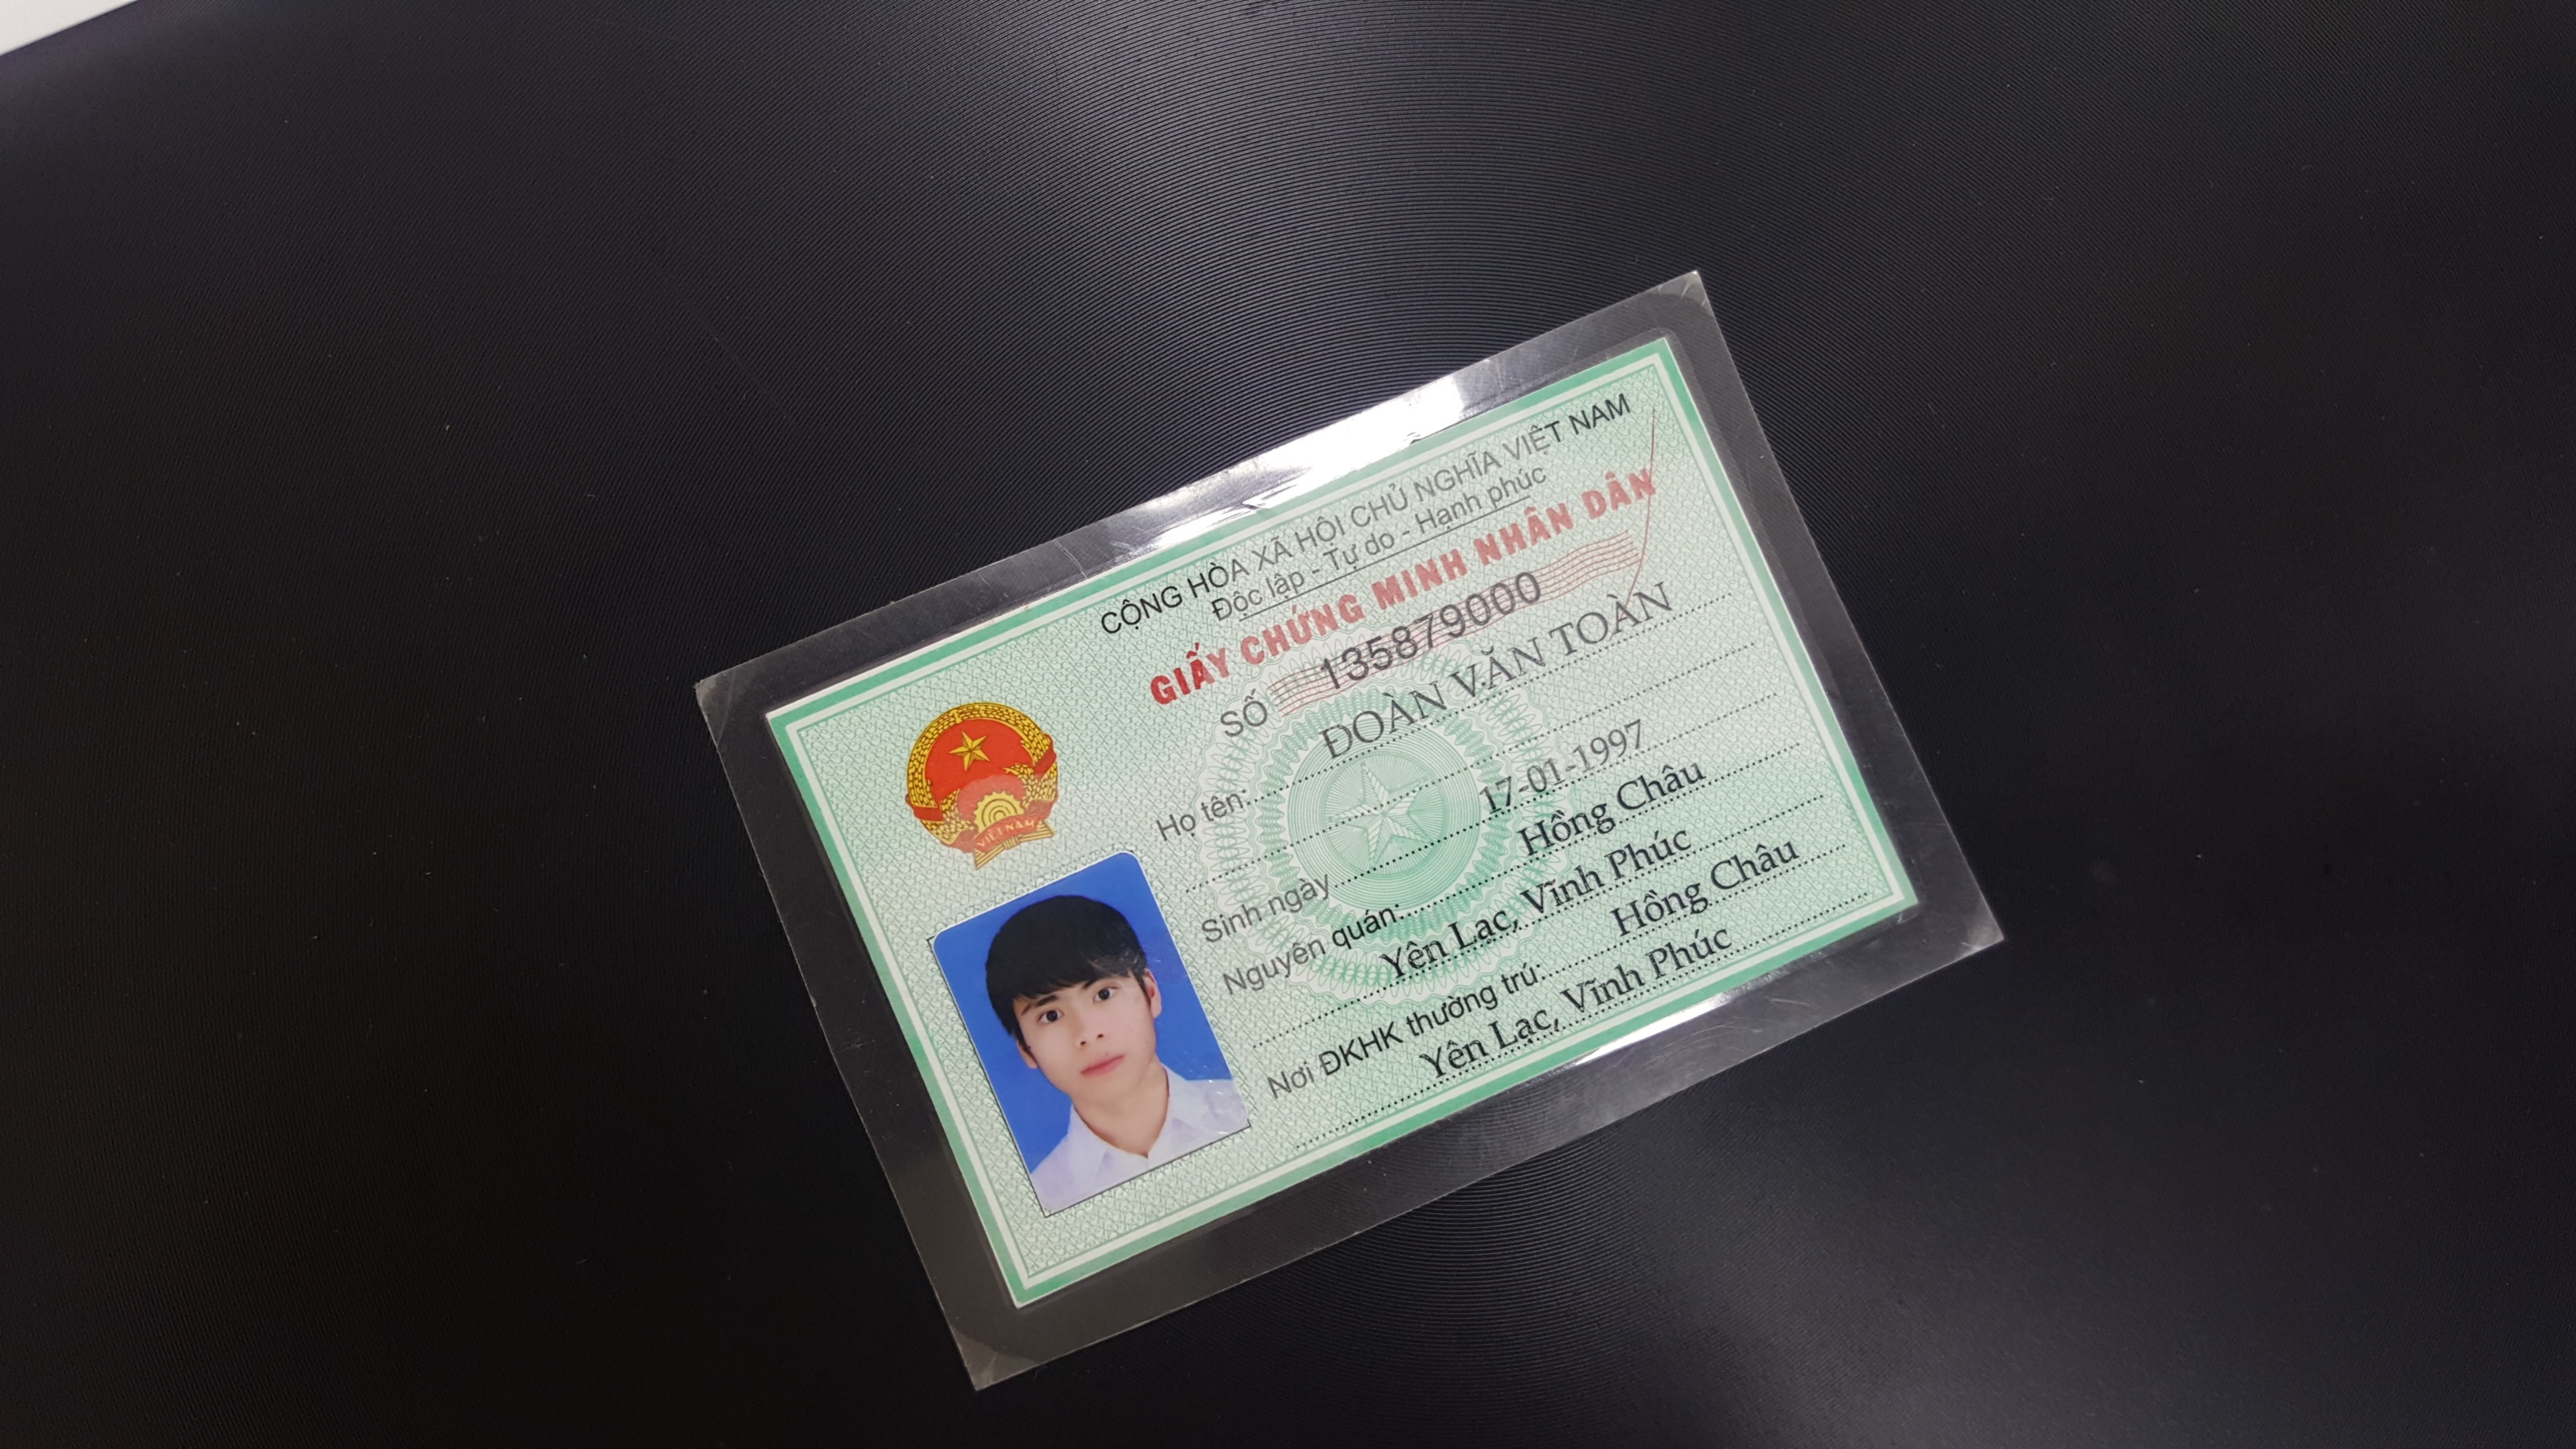 CỘNG HÒA XÃ HỘI CHỦ NGHĨA VIỆT NAM
Độc lập - Tự do - Hạnh phúc
GIẤY CHỨNG MINH NHÂN DÂN
SỐ 135879000
Họ tên: ĐOÀN VĂN TOÀN
Sinh ngày 17-01-1997
Nguyên quán: Hồng Châu
Yên Lạc, Vĩnh Phúc
Nơi ĐKHK thường trú: Hồng Châu
Yên Lạc, Vĩnh Phúc
VIỆT NAM